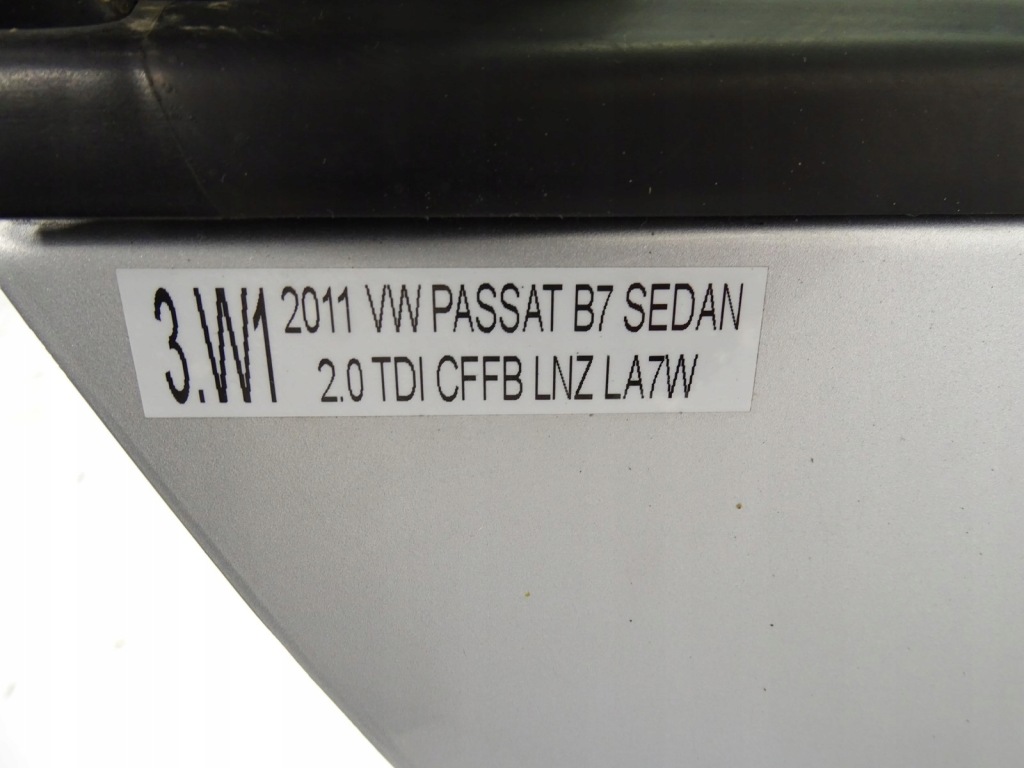 3.W1
2011 VW PASSAT B7 SEDAN
2.0 TDI CFFB LNZ LA7W